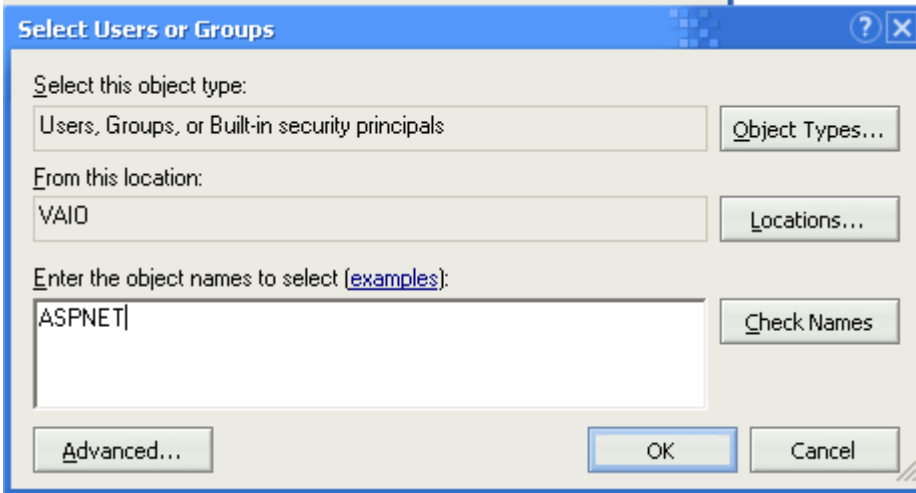 Select Users or Groups
Select this object type:
Users, Groups, or Built-in security principals
Object Types...
From this location:
VAIO
Locations...
Enter the object names to select (examples):
ASPNET
Check Names
Advanced...
OK
Cancel